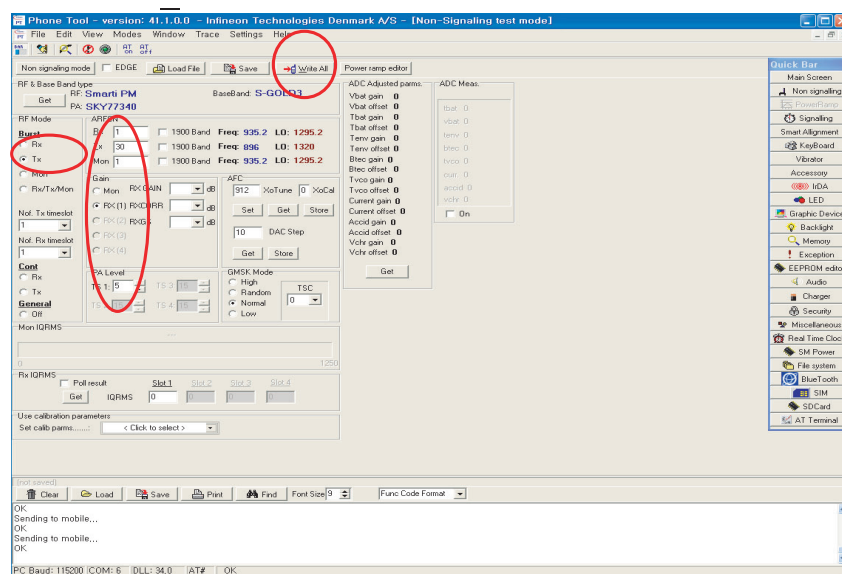 Phone Tool - version: 41.1.0.0 - Infineon Technologies Denmark A/S - [Non-Signaling test mode]
File Edit View Modes Window Trace Settings Help
AT on AT off
Non signaling mode EDGE Load File Save Write All Power ramp editor
RF & Base Band type
Get RF: Smarti PM BaseBand: S-GOLD3
PA: SKY77340
RF Mode
Burst
Rx
Tx
Mon
Rx/Tx/Mon
Nof. Tx timeslot
1
Nof. Rx timeslot
1
Cont
Rx
Tx
General
Off
ARFCN
1 1900 Band Freq: 935.2 LO: 1295.2
Tx 30 1900 Band Freq: 896 LO: 1320
Mon 1 1900 Band Freq: 935.2 LO: 1295.2
Gain
Mon RX GAIN dB
RX (1) RXCORR dB
RX (2) RXGS dB
RX (3)
RX (4)
AFC
912 XoTune 0 XoCal
Set Get Store
10 DAC Step
Get Store
PA Level
TS 1: 5 TS 3: 15
TS 2: 15 TS 4: 15
GMSK Mode
High
Random
Normal
Low
TSC
0
Mon IQRMS
----
0 1250
Rx IQRMS
Poll result Slot 1 Slot 2 Slot 3 Slot 4
Get IQRMS 0 0 0 0
Use calibration parameters
Set calib parms......: < Click to select >
ADC Adjusted parms.
Vbat gain 0
Vbat offset 0
Tbat gain 0
Tbat offset 0
Tenv gain 0
Tenv offset 0
Btec gain 0
Btec offset 0
Tvco gain 0
Tvco offset 0
Current gain 0
Current offset 0
Accid gain 0
Accid offset 0
Vchr gain 0
Vchr offset 0
Get
ADC Meas.
tbat: 0
vbat: 0
tenv: 0
btec: 0
tvco: 0
curr: 0
accid: 0
vchr: 0
On
Quick Bar
Main Screen
Non signalling
PowerRamp
Signalling
Smart Allignment
KeyBoard
Vibrator
Accessory
IrDA
LED
Graphic Device
Backlight
Memory
Exception
EEPROM edito
Audio
Charger
Security
Miscellaneous
Real Time Cloc
SM Power
File system
BlueTooth
SIM
SDCard
AT Terminal
[not saved]
Clear Load Save Print Find Font Size 9 Func Code Format
OK
Sending to mobile...
OK
Sending to mobile...
OK
PC Baud: 115200 COM: 6 DLL: 34.0 AT# OK